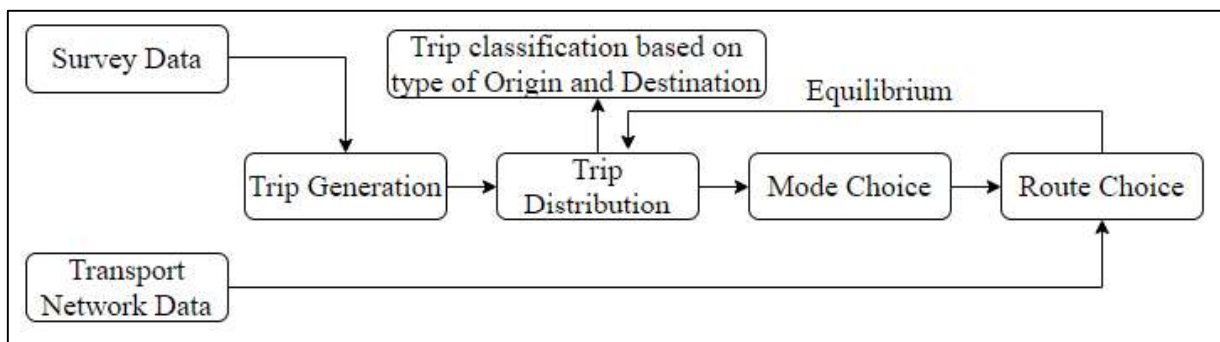 Survey Data
Trip classification based on
type of Origin and Destination
Equilibrium
Trip Generation
Trip
Distribution
Mode Choice
Route Choice
Transport
Network Data